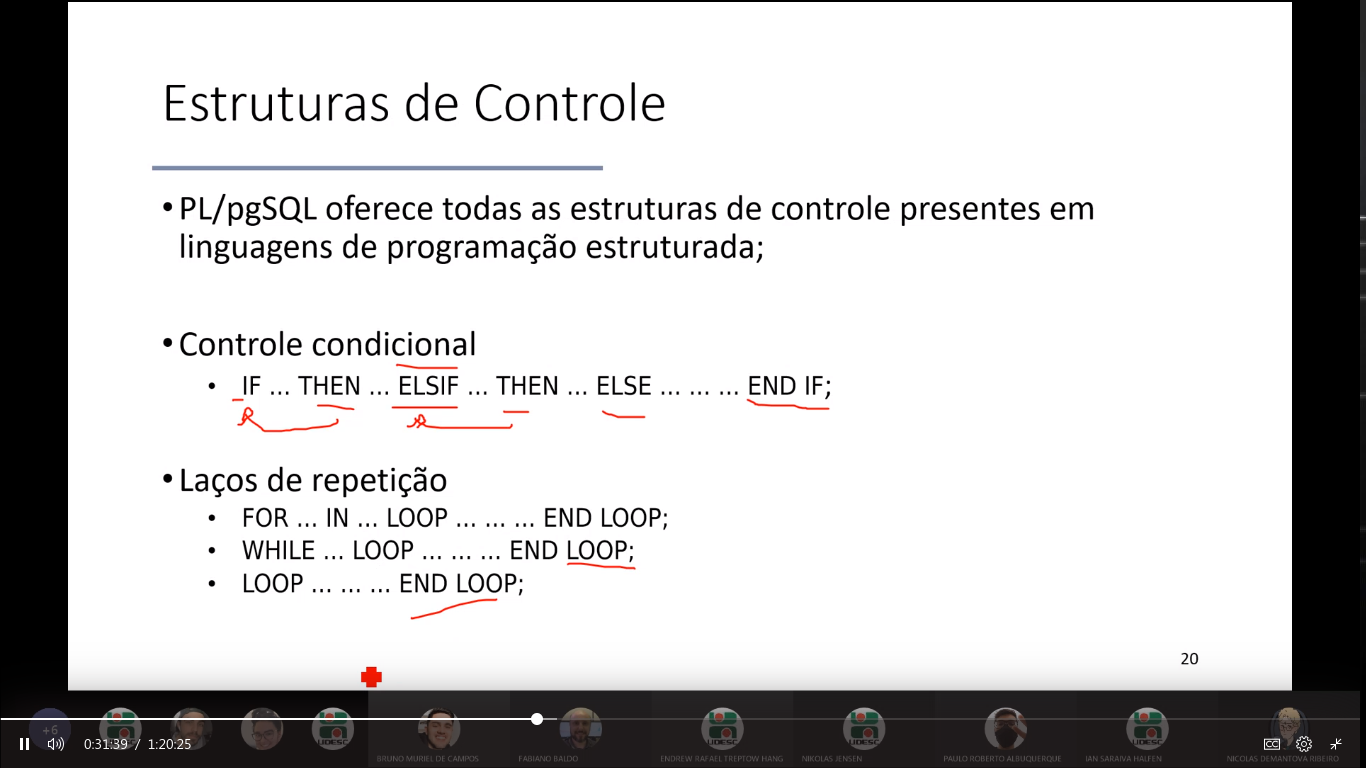 Estruturas de Controle
•PL/pgSQL oferece todas as estruturas de controle presentes em
linguagens de programação estruturada;
•Controle condicional
• IF ... THEN ... ELSIF ... THEN ... ELSE ... ... ... END IF;
•Laços de repetição
• FOR ... IN ... LOOP ... ... ... END LOOP;
• WHILE ... LOOP ... ... ... END LOOP;
• LOOP ... ... ... END LOOP;
20
+6
BRUNO MURIEL DE CAMPOS FABIANO BALDO ENDREW RAFAEL TREPTOW HANG NIKOLAS JENSEN PAULO ROBERTO ALBUQUERQUE IAN SARAIVA HALFEN NICOLAS DEMANTOVA RIBEIRO
0:31:39 / 1:20:25 CC